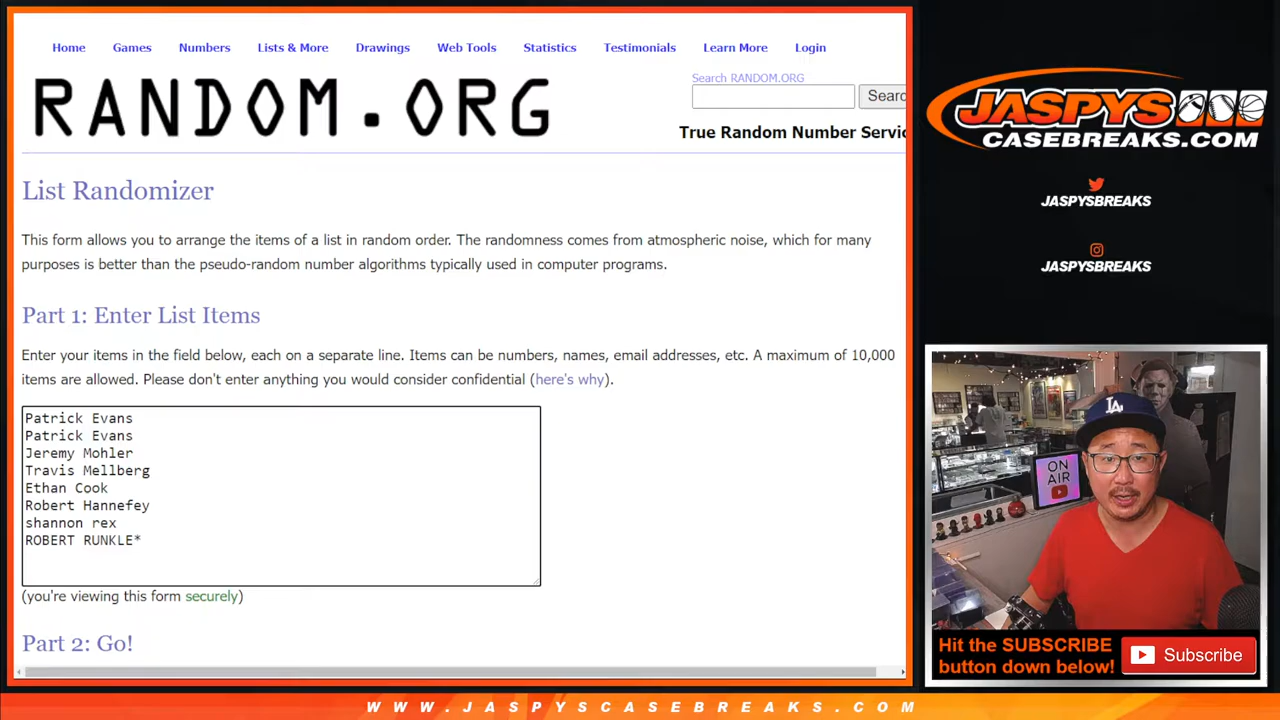 Home Games Numbers Lists & More Drawings Web Tools Statistics Testimonials Learn More Login
RANDOM.ORG
Search RANDOM.ORG
Searc
True Random Number Servic
List Randomizer
This form allows you to arrange the items of a list in random order. The randomness comes from atmospheric noise, which for many
purposes is better than the pseudo-random number algorithms typically used in computer programs.
Part 1: Enter List Items
Enter your items in the field below, each on a separate line. Items can be numbers, names, email addresses, etc. A maximum of 10,000
items are allowed. Please don't enter anything you would consider confidential (here's why).
Patrick Evans
Patrick Evans
Jeremy Mohler
Travis Mellberg
Ethan Cook
Robert Hannefey
shannon rex
ROBERT RUNKLE*
(you're viewing this form securely)
Part 2: Go!
JASPYS
CASEBREAKS.COM
JASPYSBREAKS
JASPYSBREAKS
LA
ON
AIR
Hit the SUBSCRIBE
button down below!
Subscribe
WWW.JASPYSCASEBREAKS.COM